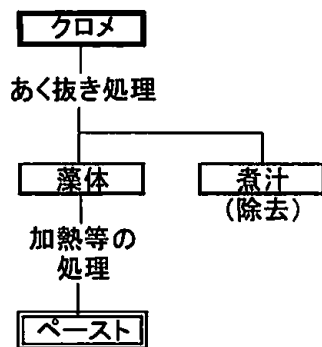 クロメ
あく抜き処理
藻体
煮汁
(除去)
加熱等の
処理
ペースト